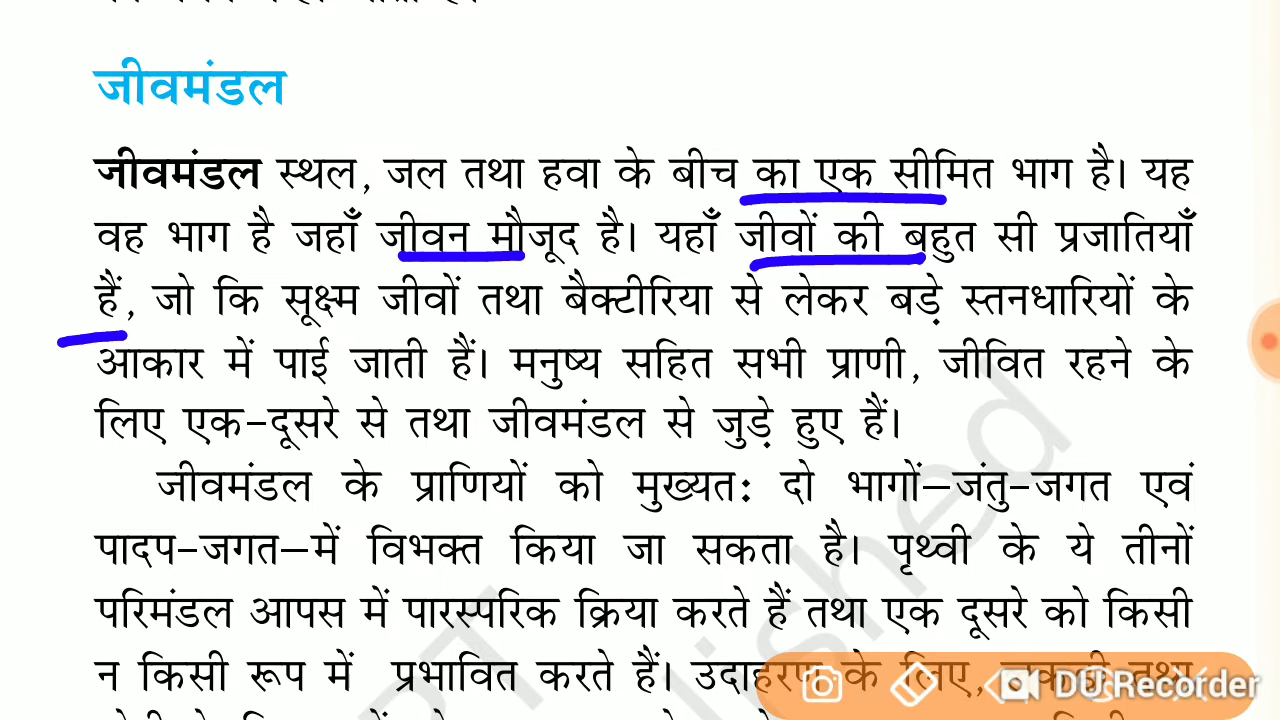 जीवमंडल
जीवमंडल स्थल, जल तथा हवा के बीच का एक सीमित भाग है। यह
वह भाग है जहाँ जीवन मौजूद है। यहाँ जीवों की बहुत सी प्रजातियाँ
हैं, जो कि सूक्ष्म जीवों तथा बैक्टीरिया से लेकर बड़े स्तनधारियों के
आकार में पाई जाती हैं। मनुष्य सहित सभी प्राणी, जीवित रहने के
लिए एक-दूसरे से तथा जीवमंडल से जुड़े हुए हैं।
जीवमंडल के प्राणियों को मुख्यत: दो भागों—जंतु-जगत एवं
पादप-जगत—में विभक्त किया जा सकता है। पृथ्वी के ये तीनों
परिमंडल आपस में पारस्परिक क्रिया करते हैं तथा एक दूसरे को किसी
न किसी रूप में प्रभावित करते हैं। उदाहरण के लिए, तथा
DU Recorder